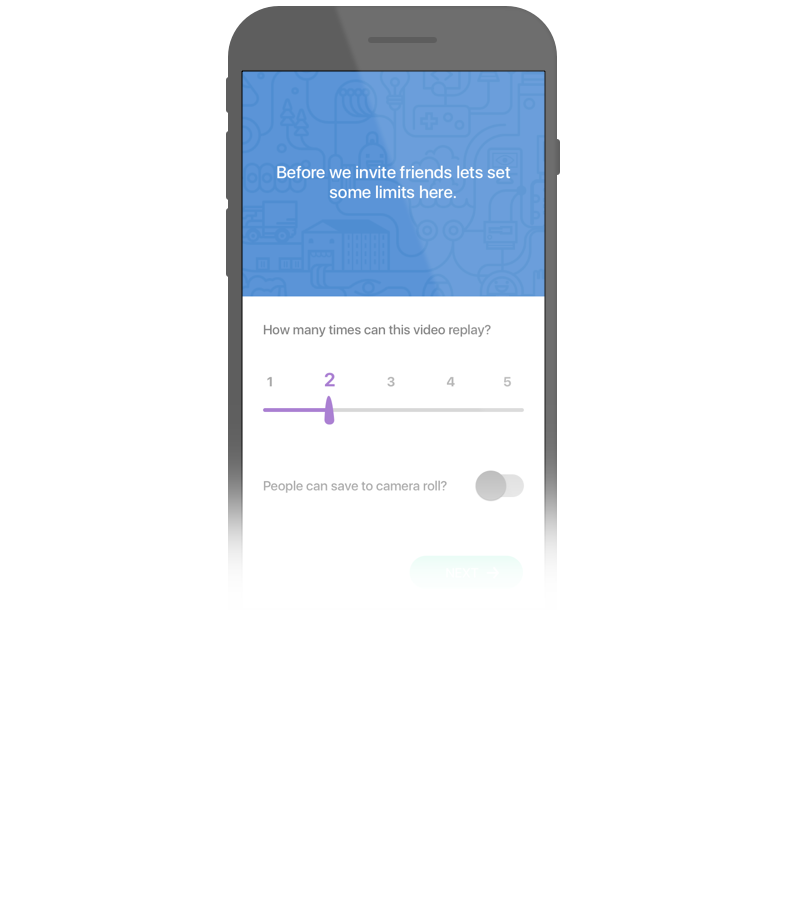 Before we invite friends lets set
some limits here.
How many times can this video replay?
1 2 3 4 5
People can save to camera roll?